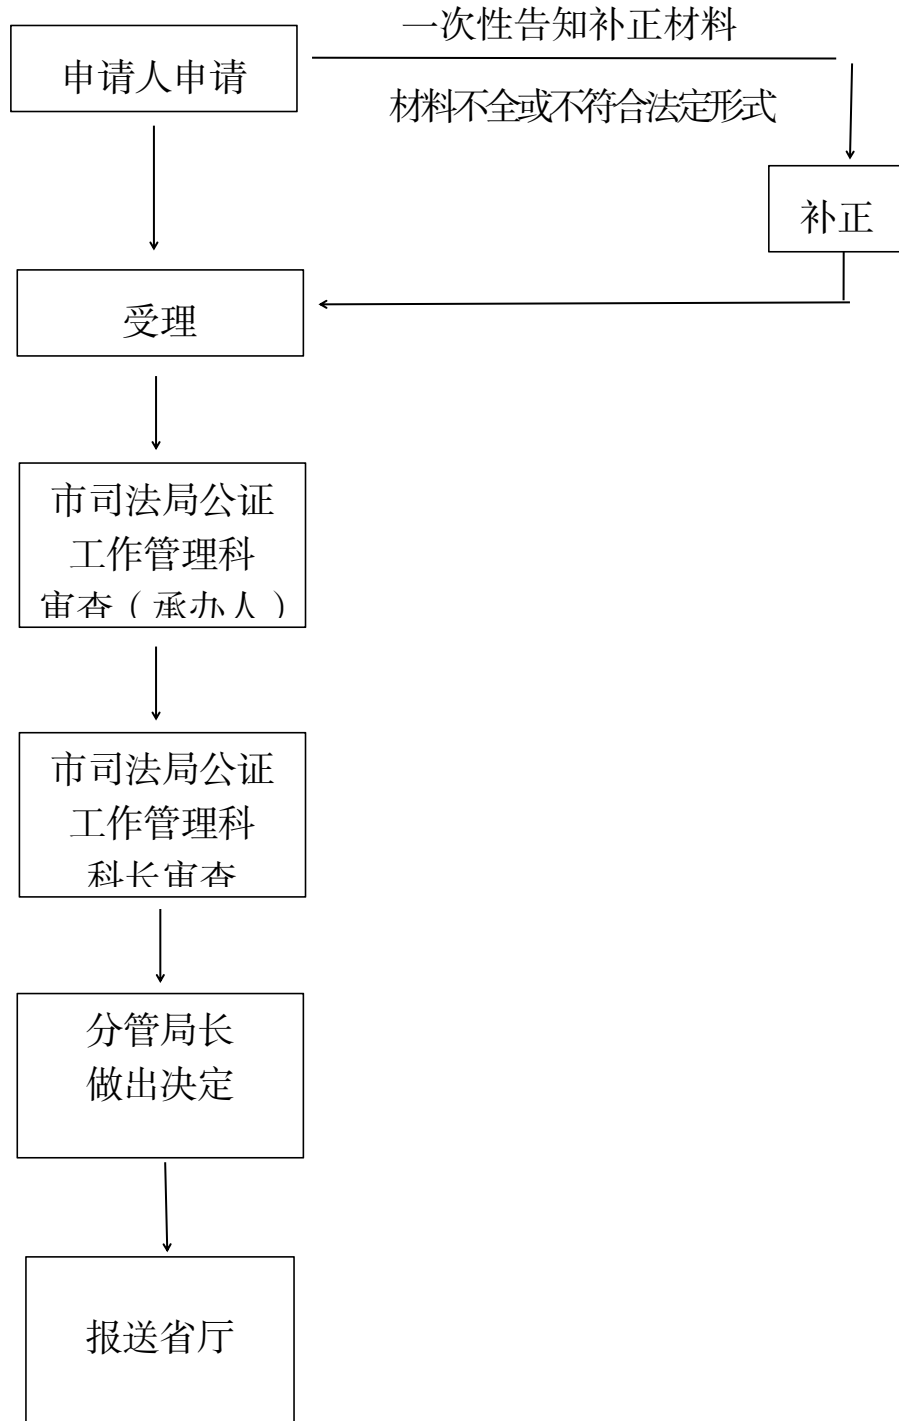 一次性告知补正材料
申请人申请
材料不全或不符合法定形式
补正
受理
市司法局公证
工作管理科
审查（承办人）
市司法局公证
工作管理科
科长审查
分管局长
做出决定
报送省厅